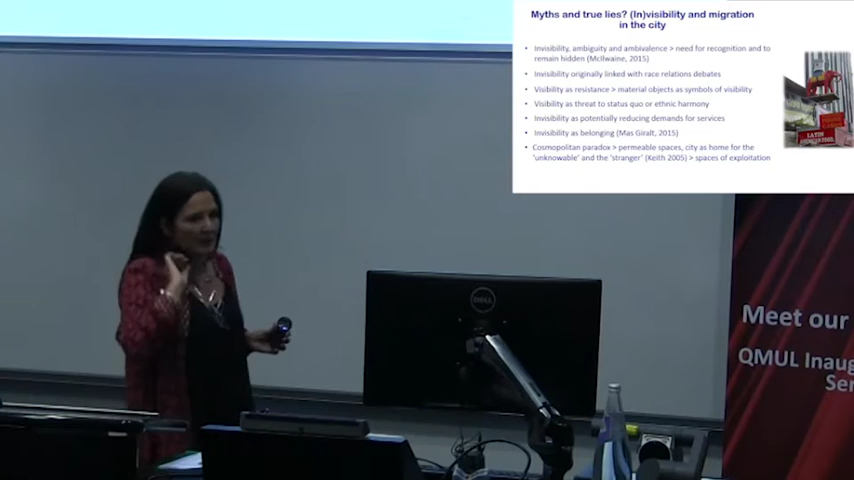 Myths and true lies? (In)visibility and migration
in the city
• Invisibility, ambiguity and ambivalence > need for recognition and to
remain hidden (McIlwaine, 2015)
• Invisibility originally linked with race relations debates
• Visibility as resistance > material objects as symbols of visibility
• Visibility as threat to status quo or ethnic harmony
• Invisibility as potentially reducing demands for services
• Invisibility as belonging (Mas Giralt, 2015)
• Cosmopolitan paradox > permeable spaces, city as home for the
'unknowable' and the 'stranger' (Keith 2005) > spaces of exploitation
LATIN
DELL
Meet our
QMUL Inaug
Ser